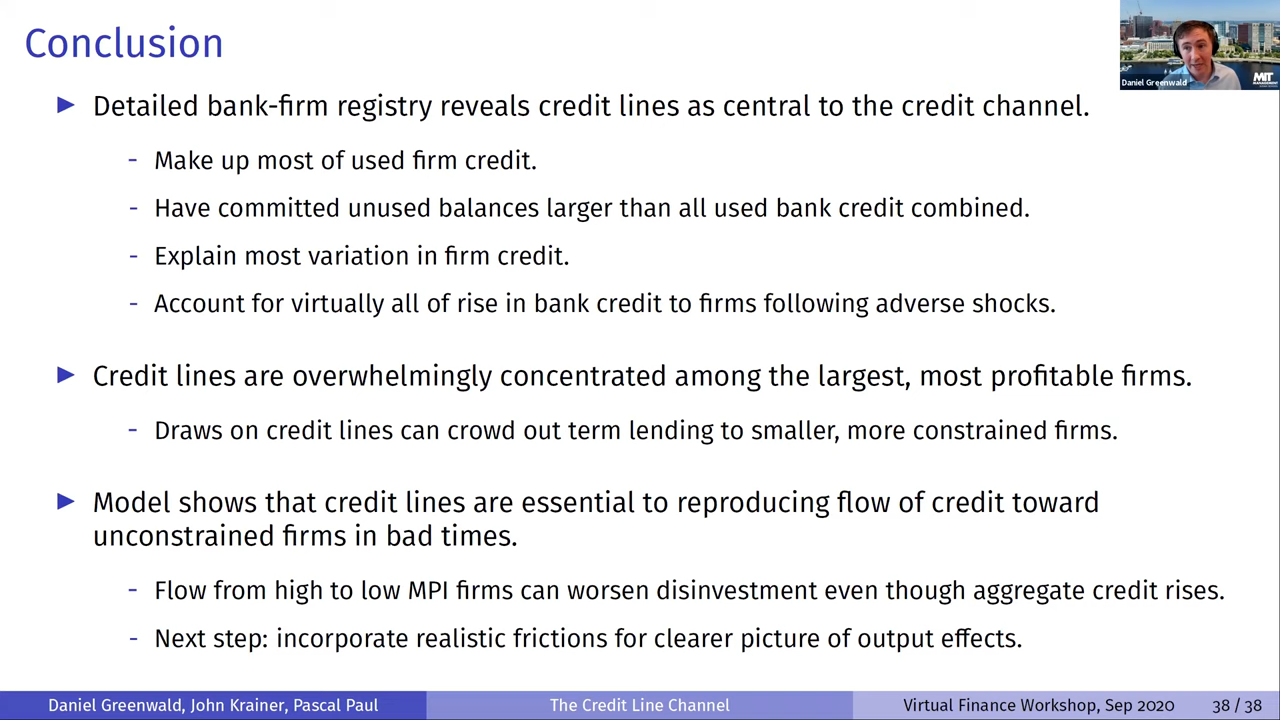 Conclusion
Daniel Greenwald
MIT
MANAGEMENT
▶ Detailed bank-firm registry reveals credit lines as central to the credit channel.
- Make up most of used firm credit.
- Have committed unused balances larger than all used bank credit combined.
- Explain most variation in firm credit.
- Account for virtually all of rise in bank credit to firms following adverse shocks.
▶ Credit lines are overwhelmingly concentrated among the largest, most profitable firms.
- Draws on credit lines can crowd out term lending to smaller, more constrained firms.
▶ Model shows that credit lines are essential to reproducing flow of credit toward
unconstrained firms in bad times.
- Flow from high to low MPI firms can worsen disinvestment even though aggregate credit rises.
- Next step: incorporate realistic frictions for clearer picture of output effects.
Daniel Greenwald, John Krainer, Pascal Paul
The Credit Line Channel
Virtual Finance Workshop, Sep 2020
38 / 38